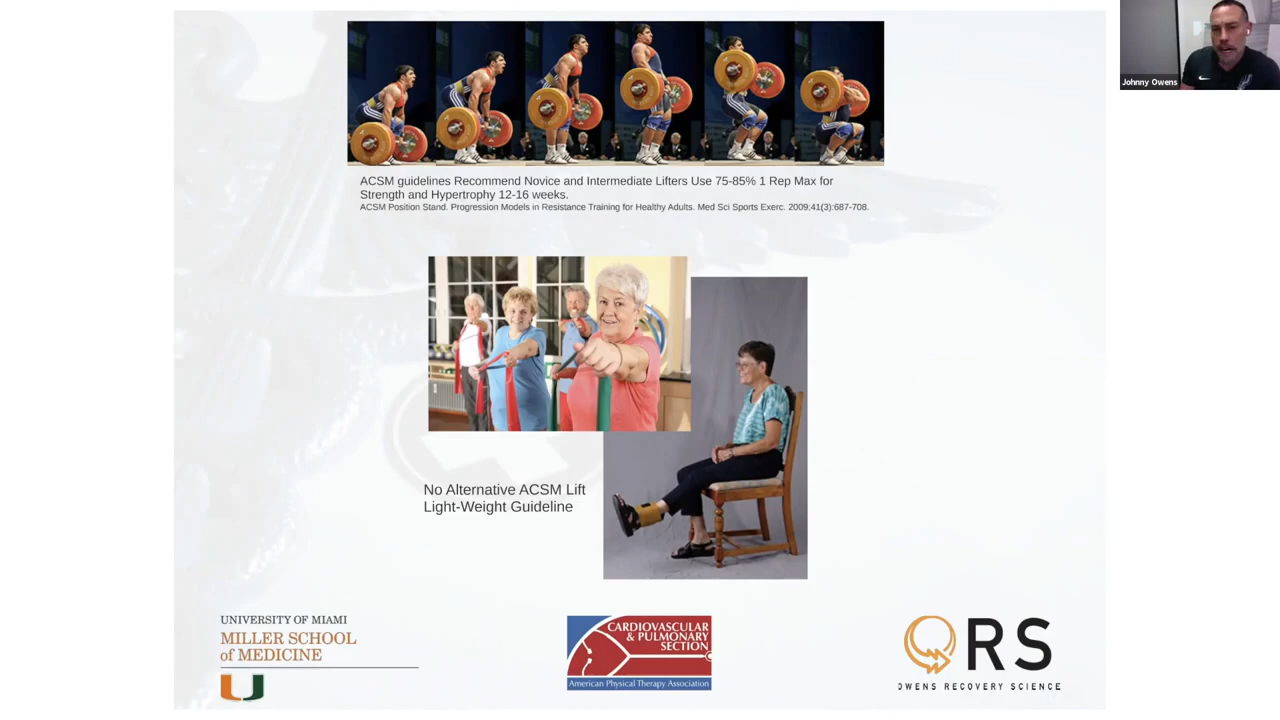 Johnny Owens
ACSM guidelines Recommend Novice and Intermediate Lifters Use 75-85% 1 Rep Max for
Strength and Hypertrophy 12-16 weeks.
ACSM Position Stand. Progression Models in Resistance Training for Healthy Adults. Med Sci Sports Exerc. 2009;41(3):687-708.
No Alternative ACSM Lift
Light-Weight Guideline
UNIVERSITY OF MIAMI
MILLER SCHOOL
of MEDICINE
CARDIOVASCULAR
& PULMONARY
SECTION
American Physical Therapy Association
RS
OWENS RECOVERY SCIENCE